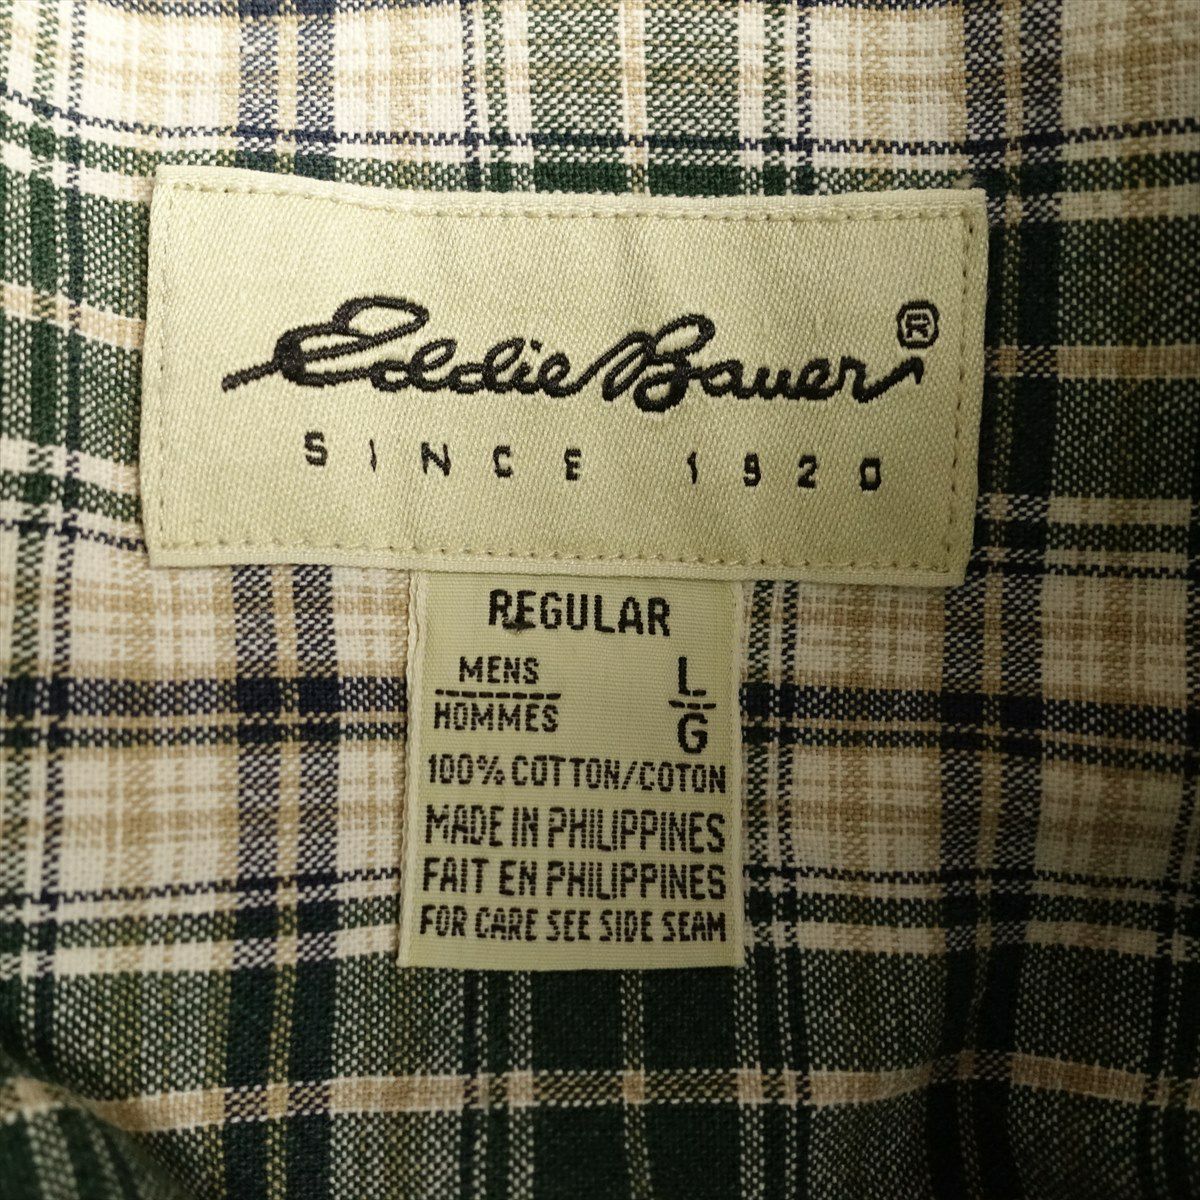 Eddie Bauer ®
SINCE 1920
REGULAR
MENS L
HOMMES G
100% COTTON/COTON
MADE IN PHILIPPINES
FAIT EN PHILIPPINES
FOR CARE SEE SIDE SEAM